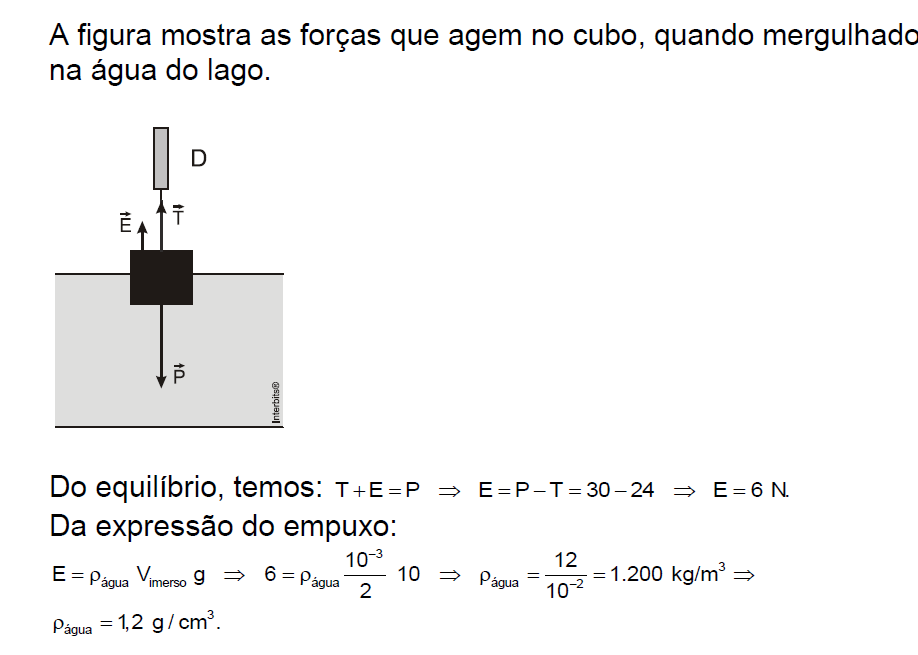 A figura mostra as forças que agem no cubo, quando mergulhado
na água do lago.
D
E⃗ T⃗
P⃗
Interbits®
Do equilíbrio, temos: T + E = P ⇒ E = P − T = 30 − 24 ⇒ E = 6 N.
Da expressão do empuxo:
E = ρágua Vimerso g ⇒ 6 = ρágua 10⁻³/2 10 ⇒ ρágua = 12/10⁻² = 1.200 kg/m³ ⇒
ρágua = 1,2 g / cm³.